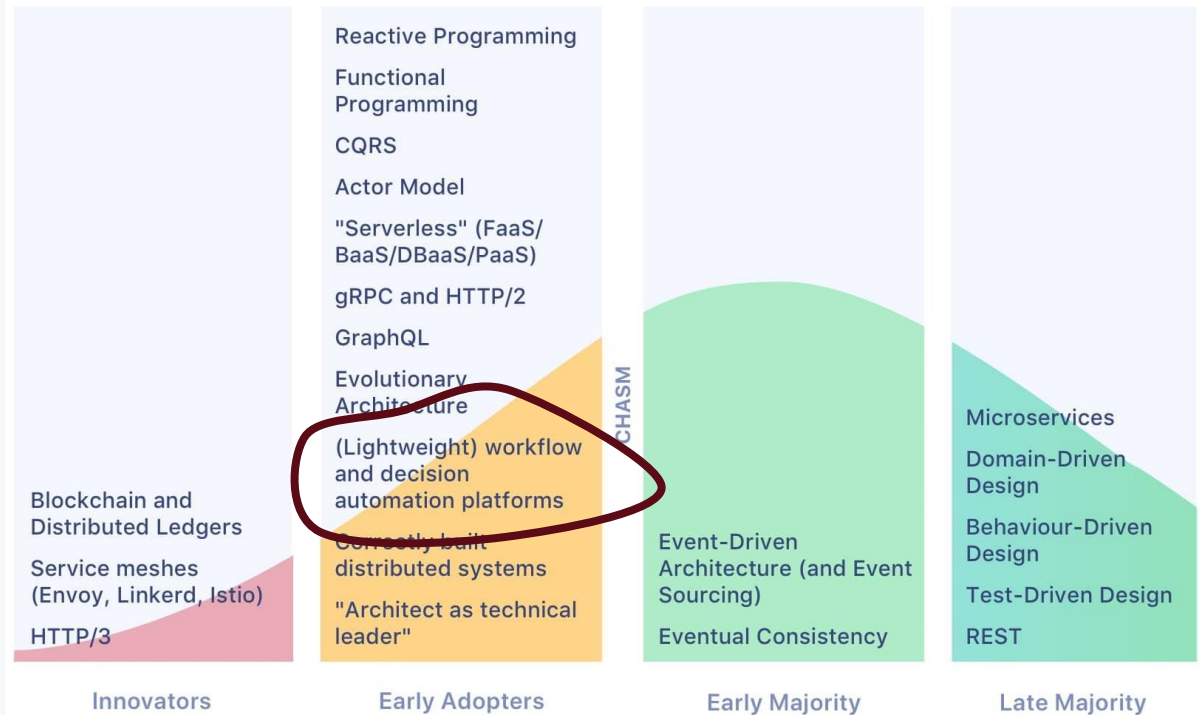 Blockchain and
Distributed Ledgers
Service meshes
(Envoy, Linkerd, Istio)
HTTP/3
Innovators
Reactive Programming
Functional
Programming
CQRS
Actor Model
"Serverless" (FaaS/
BaaS/DBaaS/PaaS)
gRPC and HTTP/2
GraphQL
Evolutionary
Architecture
(Lightweight) workflow
and decision
automation platforms
Correctly built
distributed systems
"Architect as technical
leader"
Early Adopters
CHASM
Event-Driven
Architecture (and Event
Sourcing)
Eventual Consistency
Early Majority
Microservices
Domain-Driven
Design
Behaviour-Driven
Design
Test-Driven Design
REST
Late Majority